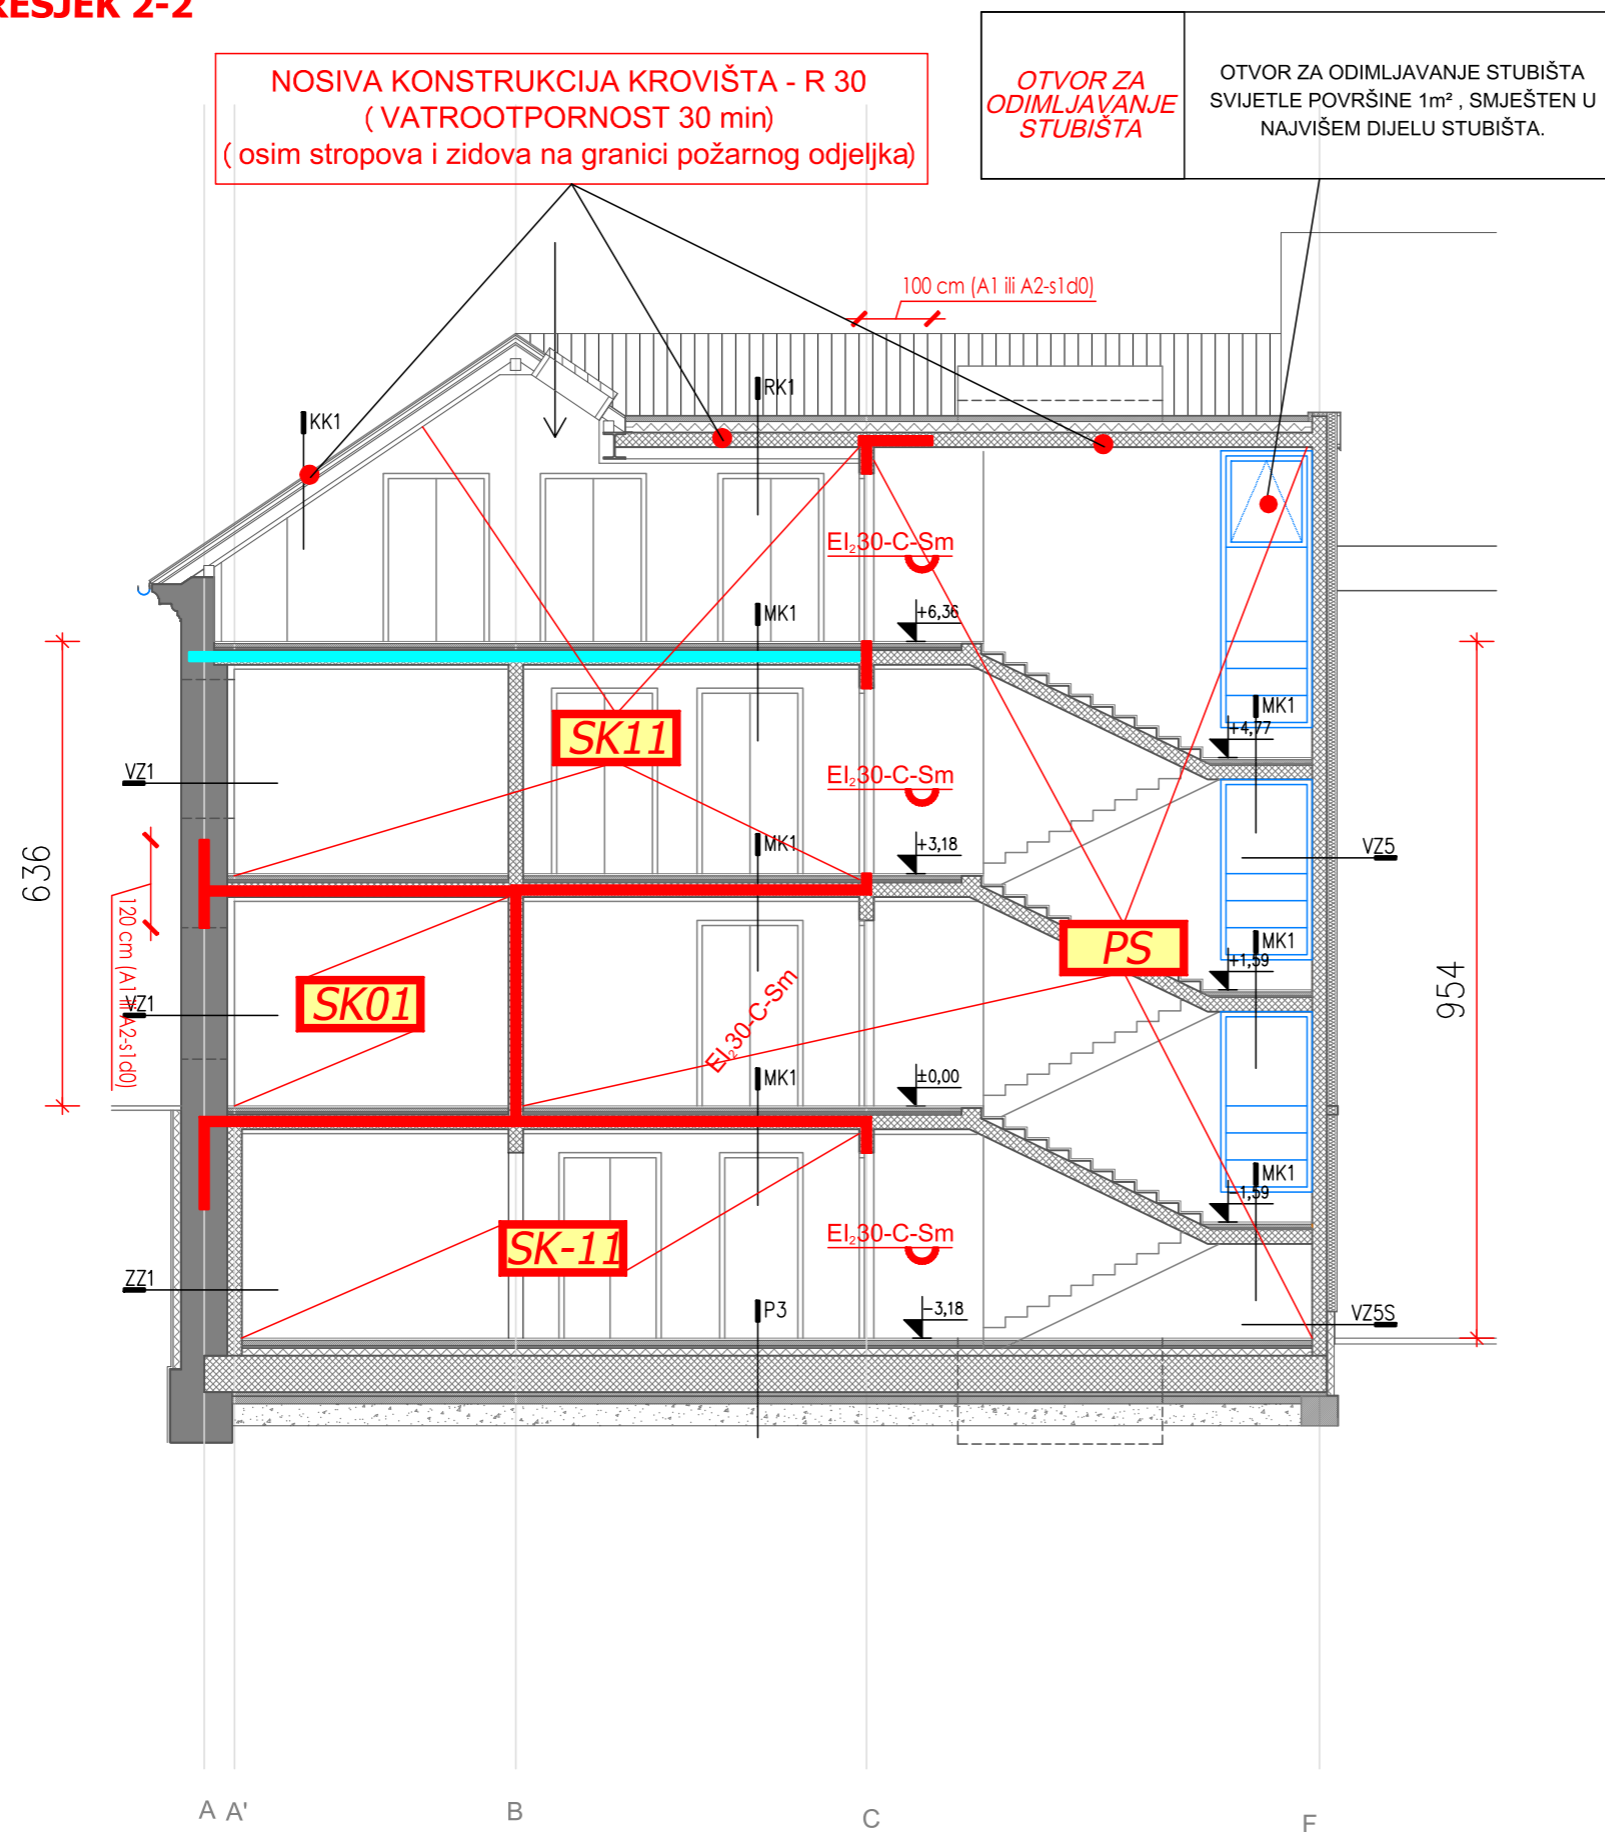 RESJEK 2-2
NOSIVA KONSTRUKCIJA KROVIŠTA - R 30
( VATROOTPORNOST 30 min)
( osim stropova i zidova na granici požarnog odjeljka)
OTVOR ZA
ODIMLJAVANJE
STUBIŠTA
OTVOR ZA ODIMLJAVANJE STUBIŠTA
SVIJETLE POVRŠINE 1m² , SMJEŠTEN U
NAJVIŠEM DIJELU STUBIŠTA.
100 cm (A1 ili A2-s1d0)
KK1
RK1
EI₂30-C-Sm
MK1
+6,36
SK11
MK1
+4,77
VZ1
EI₂30-C-Sm
MK1
+3,18
VZ5
636
120 cm (A1 ili A2-s1d0)
PS
MK1
+1,59
SK01
VZ1
EI₂30-C-Sm
954
MK1
±0,00
MK1
-1,59
SK-11
EI₂30-C-Sm
ZZ1
P3
-3,18
VZ5S
A A'
B
C
F